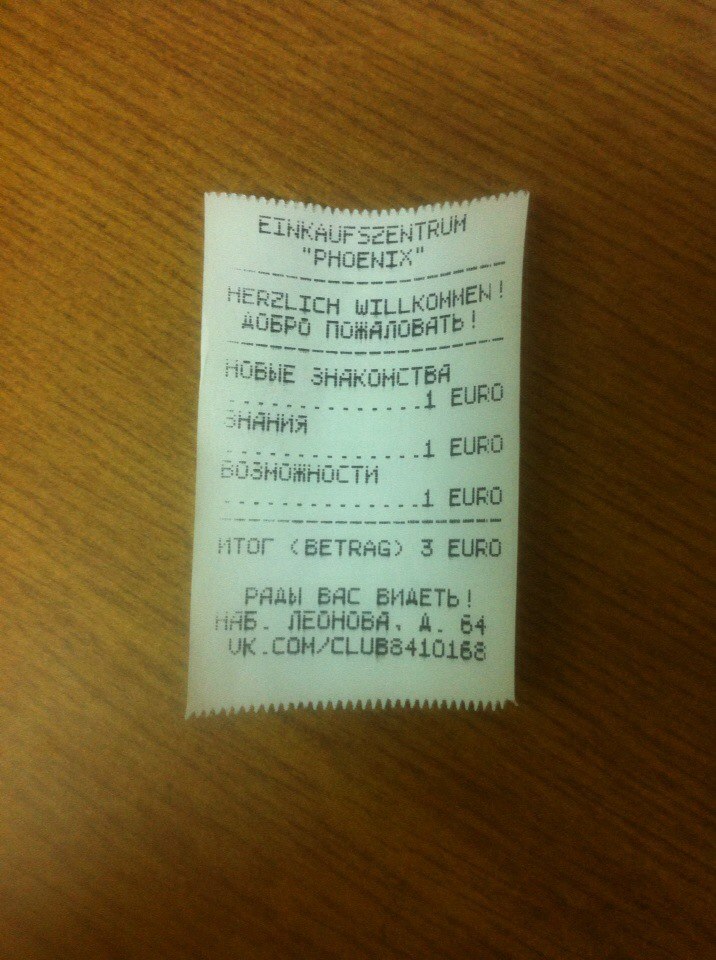 EINKAUFSZENTRUM
"PHOENIX"
HERZLICH WILLKOMMEN!
ДОБРО ПОЖАЛОВАТЬ!
НОВЫЕ ЗНАКОМСТВА
..............1 EURO
ЗНАНИЯ
..............1 EURO
ВОЗМОЖНОСТИ
..............1 EURO
ИТОГ (BETRAG) 3 EURO
РАДЫ ВАС ВИДЕТЬ!
НАБ. ЛЕОНОВА, Д. 64
VK.COM/CLUB8410168